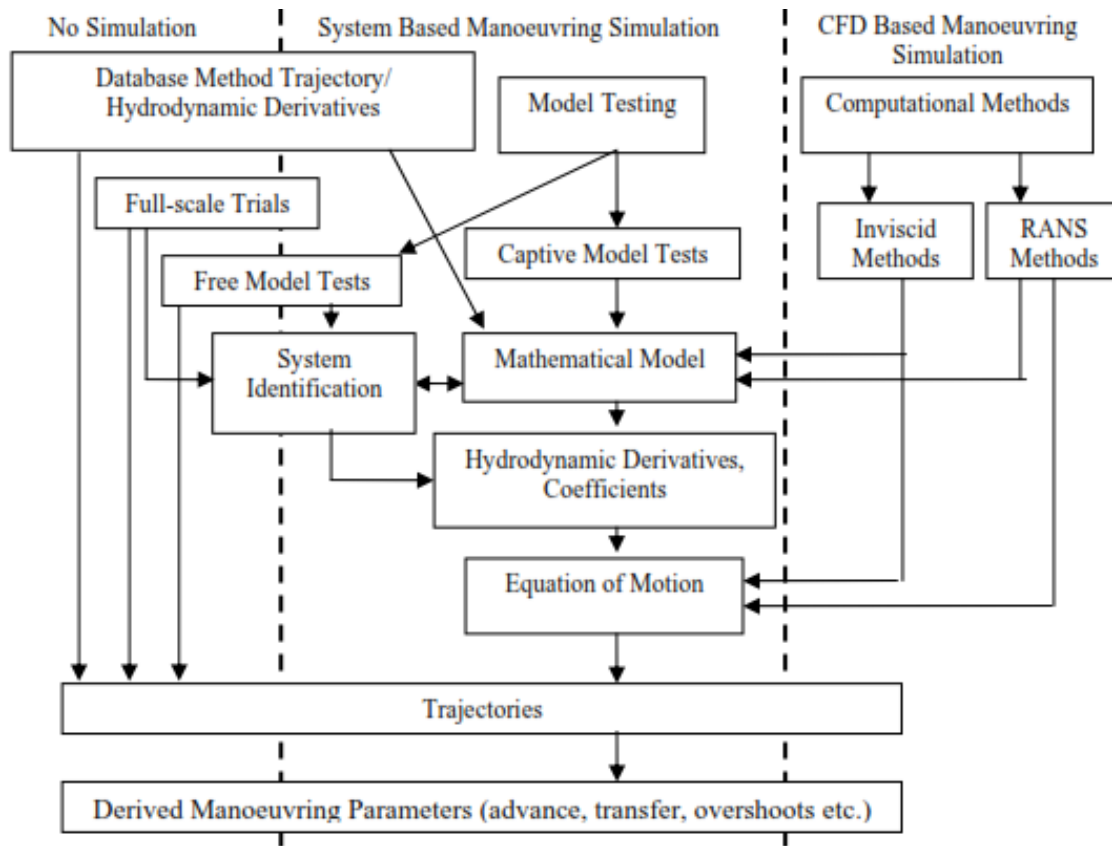 No Simulation
System Based Manoeuvring Simulation
CFD Based Manoeuvring
Simulation
Database Method Trajectory/
Hydrodynamic Derivatives
Model Testing
Computational Methods
Full-scale Trials
Inviscid
Methods
RANS
Methods
Captive Model Tests
Free Model Tests
System
Identification
Mathematical Model
Hydrodynamic Derivatives,
Coefficients
Equation of Motion
Trajectories
Derived Manoeuvring Parameters (advance, transfer, overshoots etc.)